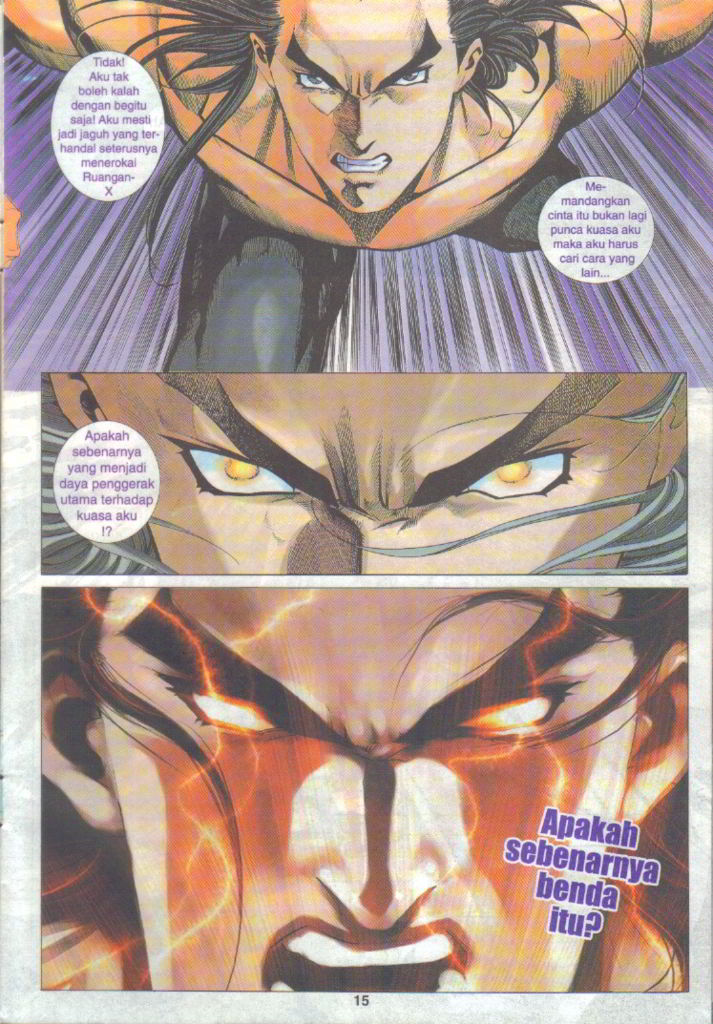 Tidak!
Aku tak
boleh kalah
dengan begitu
saja! Aku mesti
jadi jaguh yang ter-
handal seterusnya
menerokai
Ruangan-
X
Me-
mandangkan
cinta itu bukan lagi
punca kuasa aku
maka aku harus
cari cara yang
lain...
Apakah
sebenarnya
yang menjadi
daya penggerak
utama terhadap
kuasa aku
!?
Apakah
sebenarnya
benda
itu?
15